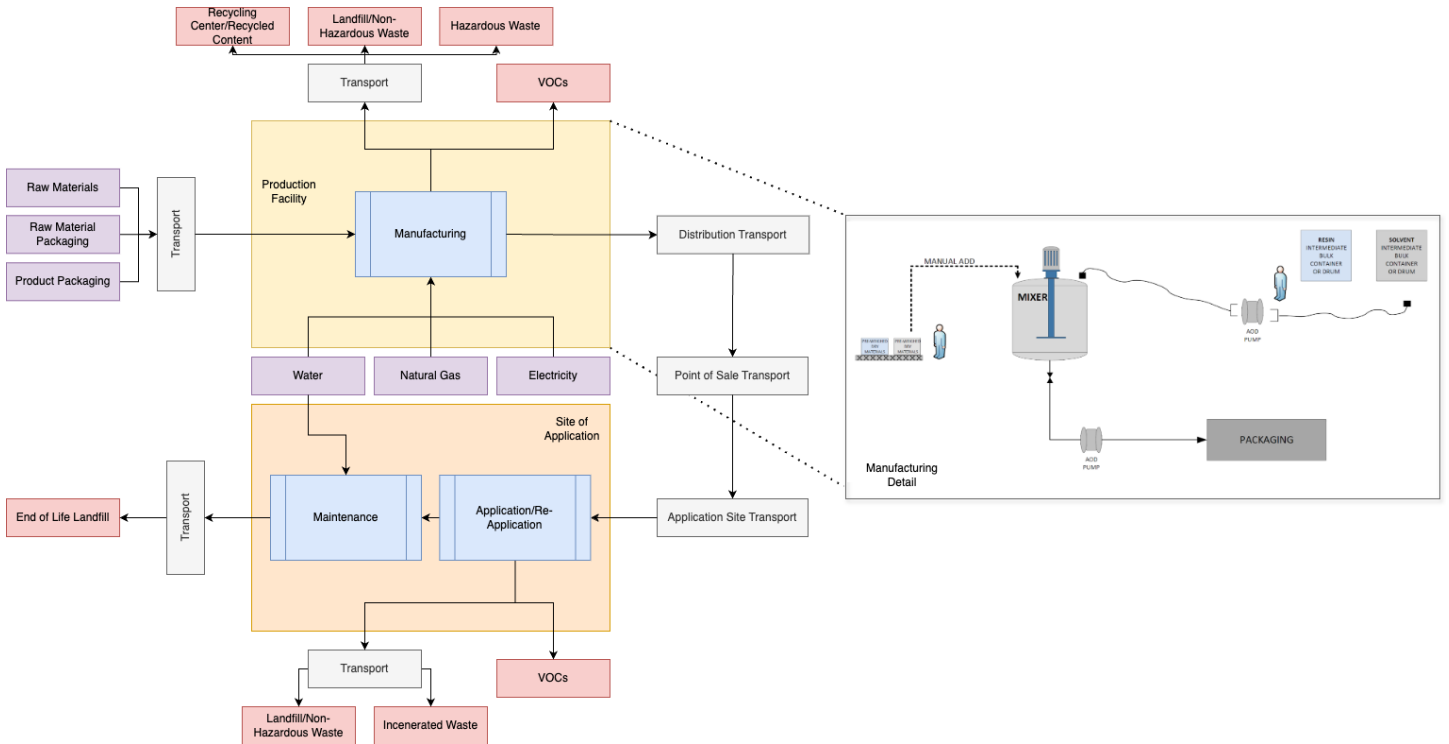 Recycling
Center/Recycled
Content
Landfill/Non-
Hazardous Waste
Hazardous Waste
Transport
VOCs
Raw Materials
Raw Material
Packaging
Product Packaging
Transport
Production
Facility
Manufacturing
Distribution Transport
Water
Natural Gas
Electricity
Point of Sale Transport
Site of
Application
Maintenance
Application/Re-
Application
Application Site Transport
Transport
End of Life Landfill
Transport
VOCs
Landfill/Non-
Hazardous Waste
Incenerated Waste
MANUAL ADD
MIXER
RESIN
INTERMEDIATE
BULK
CONTAINER
OR DRUM
SOLVENT
INTERMEDIATE
BULK
CONTAINER
OR DRUM
PUMP
PUMP
PACKAGING
Manufacturing
Detail